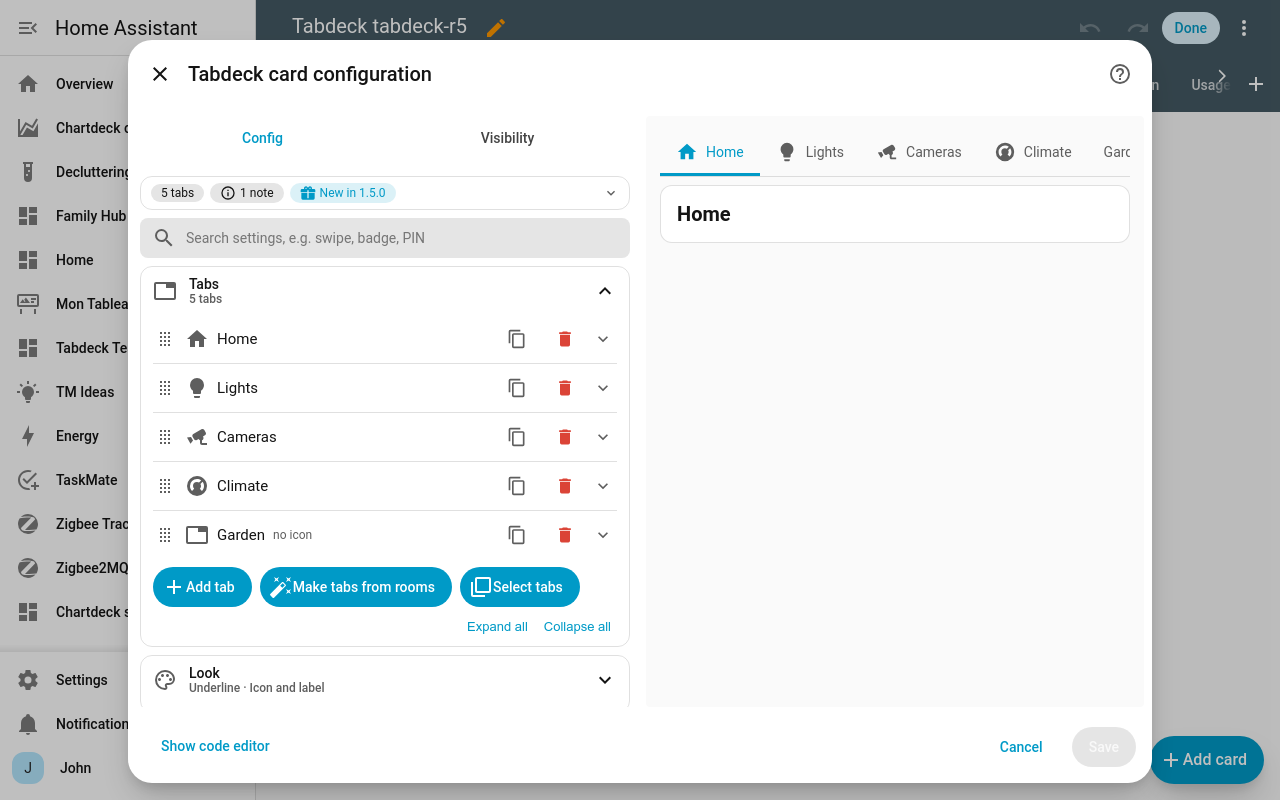 Home Assistant
Tabdeck tabdeck-r5
Done
Overview
Chartdeck
Decluttering
Family Hub
Home
Mon Tablea
Tabdeck Te
TM Ideas
Energy
TaskMate
Zigbee Trac
Zigbee2MQ
Chartdeck s
Settings
Notification
J
John
Usage
Tabdeck card configuration
Config
Visibility
5 tabs
1 note
New in 1.5.0
Search settings, e.g. swipe, badge, PIN
Tabs
5 tabs
Home
Lights
Cameras
Climate
Garden no icon
Add tab
Make tabs from rooms
Select tabs
Expand all
Collapse all
Look
Underline · Icon and label
Home
Lights
Cameras
Climate
Gard
Home
Show code editor
Cancel
Save
Add card